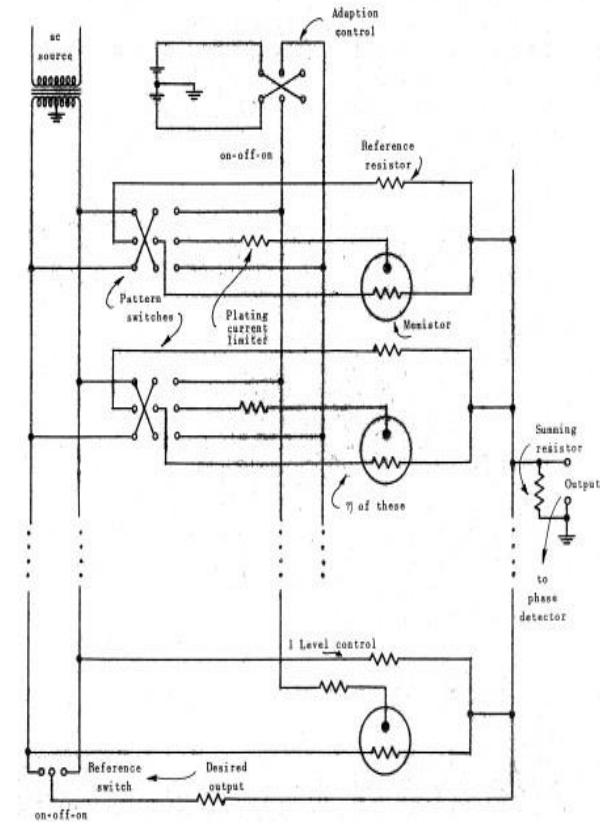 ac
source
Adaption
control
on-off-on
Reference
resistor
Pattern
switches
Plating
current
limiter
Memistor
Summing
resistor
Output
η of these
to
phase
detector
1 Level control
Reference
switch
Desired
output
on-off-on